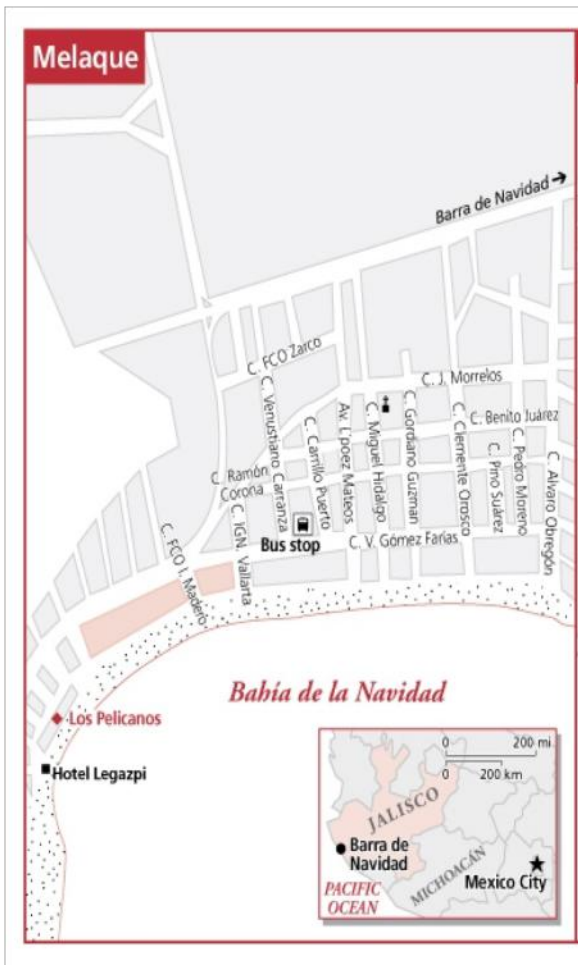 Melaque
Barra de Navidad
C. FCO Zarco
C. J. Morrelos
C. Benito Juárez
C. Venustiano Carranza
C. Carrillo Puerto
Av. L'poez Mateos
C. Miguel Hidalgo
C. Gordiano Guzman
C. Clemente Orosco
C. Pino Suárez
C. Pedro Moreno
C. Alvaro Obregón
C. Ramón
Corona
C. IGN. Vallarta
C. FCO I. Madero
Bus stop
C. V. Gómez Farías
Bahía de la Navidad
Los Pelicanos
Hotel Legazpi
0 200 mi
0 200 km
JALISCO
Barra de
Navidad
MICHOACÁN
Mexico City
PACIFIC
OCEAN